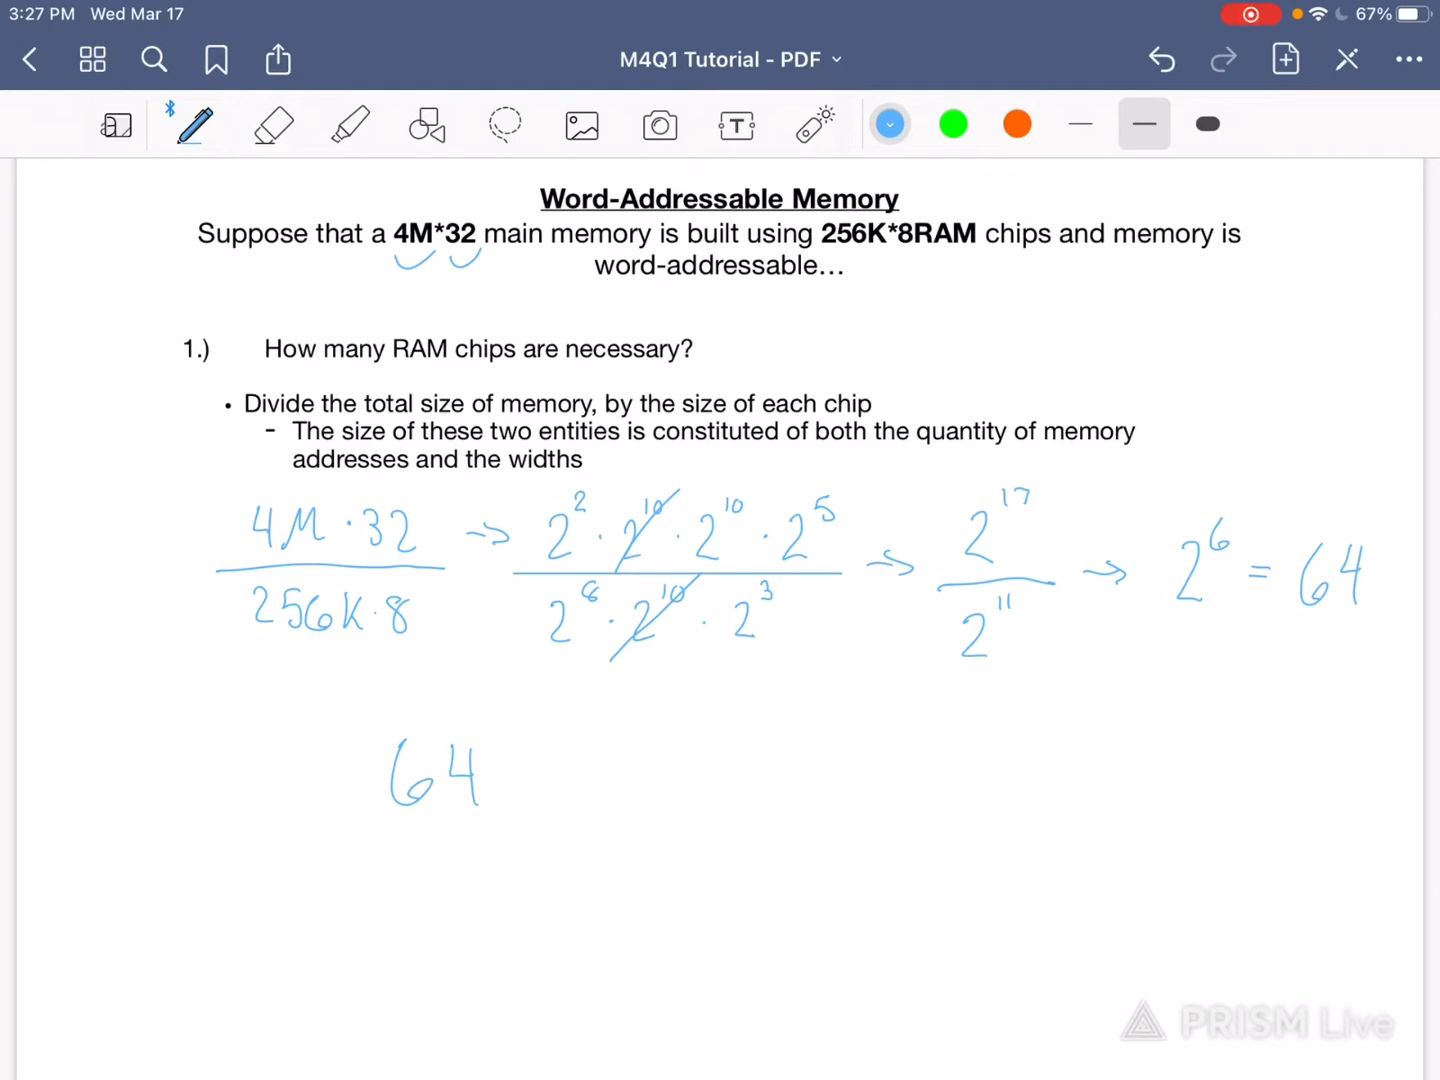 3:27 PM Wed Mar 17 67%
M4Q1 Tutorial - PDF
Word-Addressable Memory
Suppose that a 4M*32 main memory is built using 256K*8RAM chips and memory is
word-addressable...
1.) How many RAM chips are necessary?
• Divide the total size of memory, by the size of each chip
- The size of these two entities is constituted of both the quantity of memory
addresses and the widths
4M · 32 → 2^2 · 2^10 · 2^10 · 2^5 → 2^17 → 2^6 = 64
256K · 8 2^8 · 2^10 · 2^3 2^11
64
PRISM Live